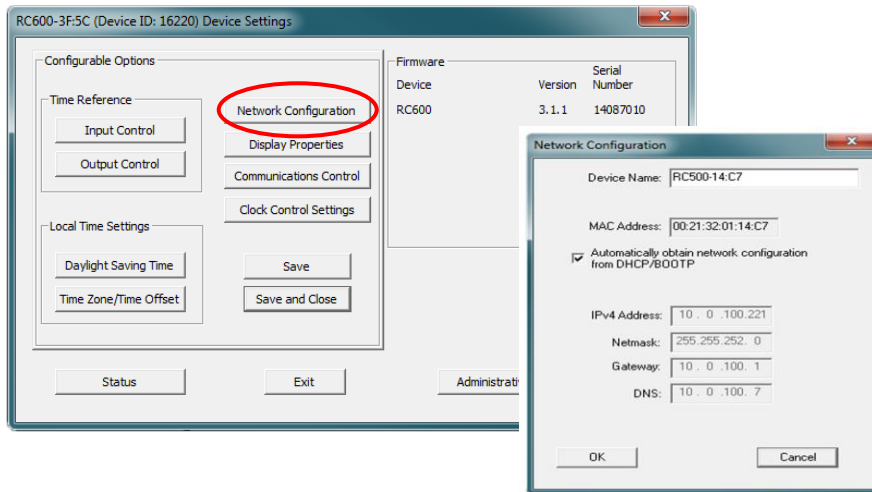 RC600-3F:5C (Device ID: 16220) Device Settings
Configurable Options
Time Reference
Input Control
Output Control
Local Time Settings
Daylight Saving Time
Time Zone/Time Offset
Network Configuration
Display Properties
Communications Control
Clock Control Settings
Save
Save and Close
Firmware
Device Version Serial Number
RC600 3.1.1 14087010
Status
Exit
Network Configuration
Device Name: RC500-14:C7
MAC Address: 00:21:32:01:14:C7
Automatically obtain network configuration
from DHCP/BOOTP
IPv4 Address: 10 . 0 .100.221
Netmask: 255.255.252. 0
Gateway: 10 . 0 .100. 1
DNS: 10 . 0 .100. 7
OK
Cancel